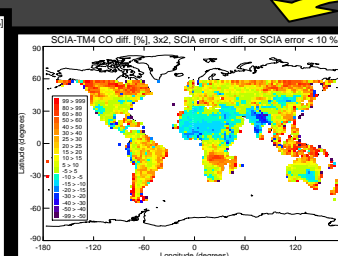 SCIA-TM4 CO diff. [%], 3x2, SCIA error < diff. or SCIA error < 10 %
90
60
30
0
-30
-60
-90
Latitude (degrees)
99 > 999
80 > 99
60 > 80
50 > 60
40 > 50
30 > 40
25 > 30
20 > 25
15 > 20
10 > 15
5 > 10
-5 > 5
-10 > -5
-15 > -10
-20 > -15
-30 > -20
-40 > -30
-50 > -40
-99 > -50
-180 -120 -60 0 60 120
Longitude (degrees)